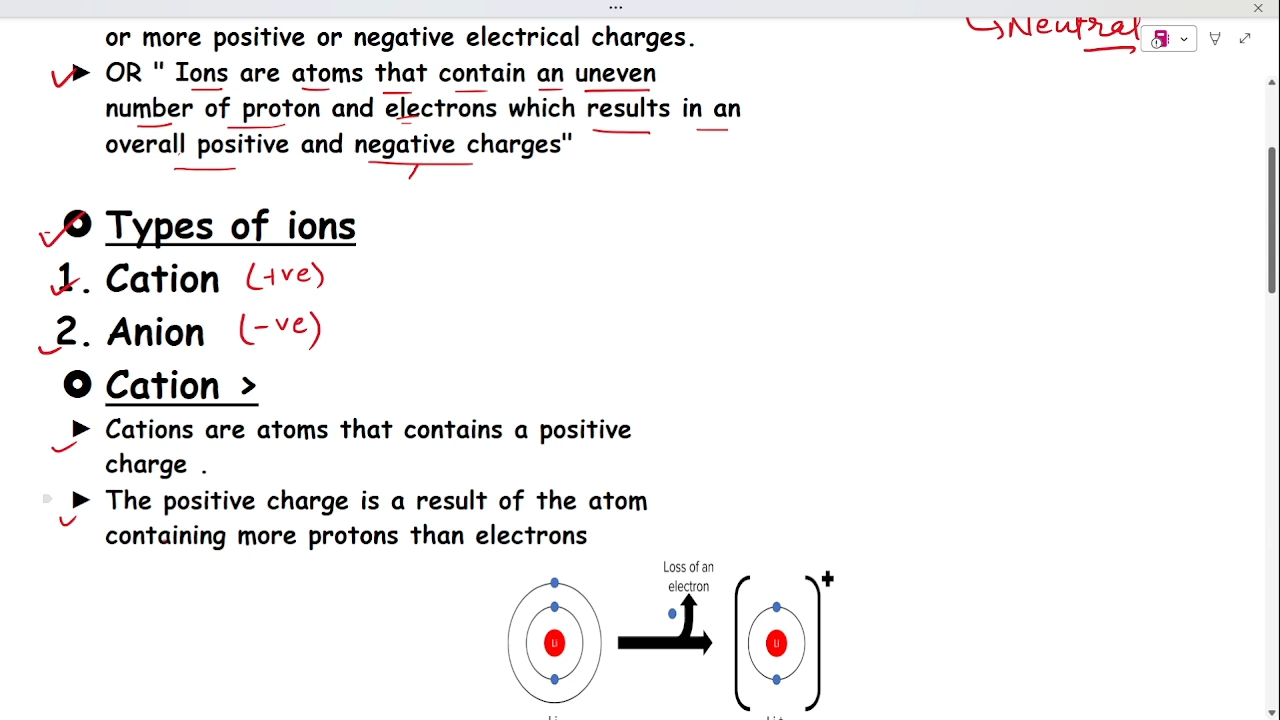 or more positive or negative electrical charges.
Neutral
OR " Ions are atoms that contain an uneven
number of proton and electrons which results in an
overall positive and negative charges"
Types of ions
1. Cation (+ve)
2. Anion (-ve)
Cation >
Cations are atoms that contains a positive
charge .
The positive charge is a result of the atom
containing more protons than electrons
Loss of an
electron
+
Li
Li